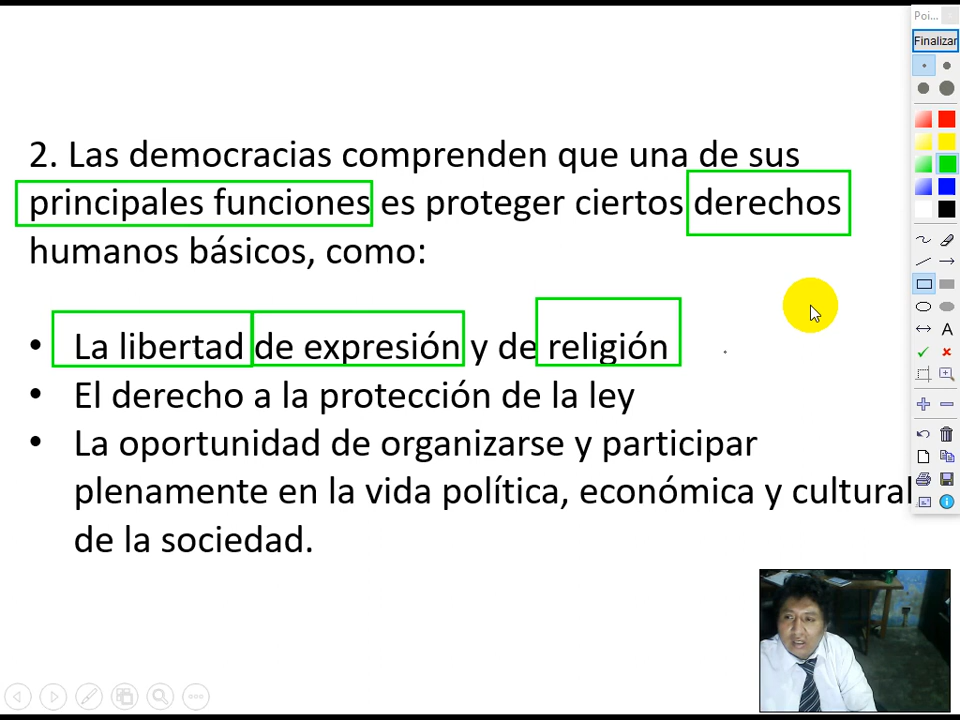 Poi...
Finalizar
2. Las democracias comprenden que una de sus
principales funciones es proteger ciertos derechos
humanos básicos, como:
• La libertad de expresión y de religión
• El derecho a la protección de la ley
• La oportunidad de organizarse y participar
plenamente en la vida política, económica y cultural
de la sociedad.